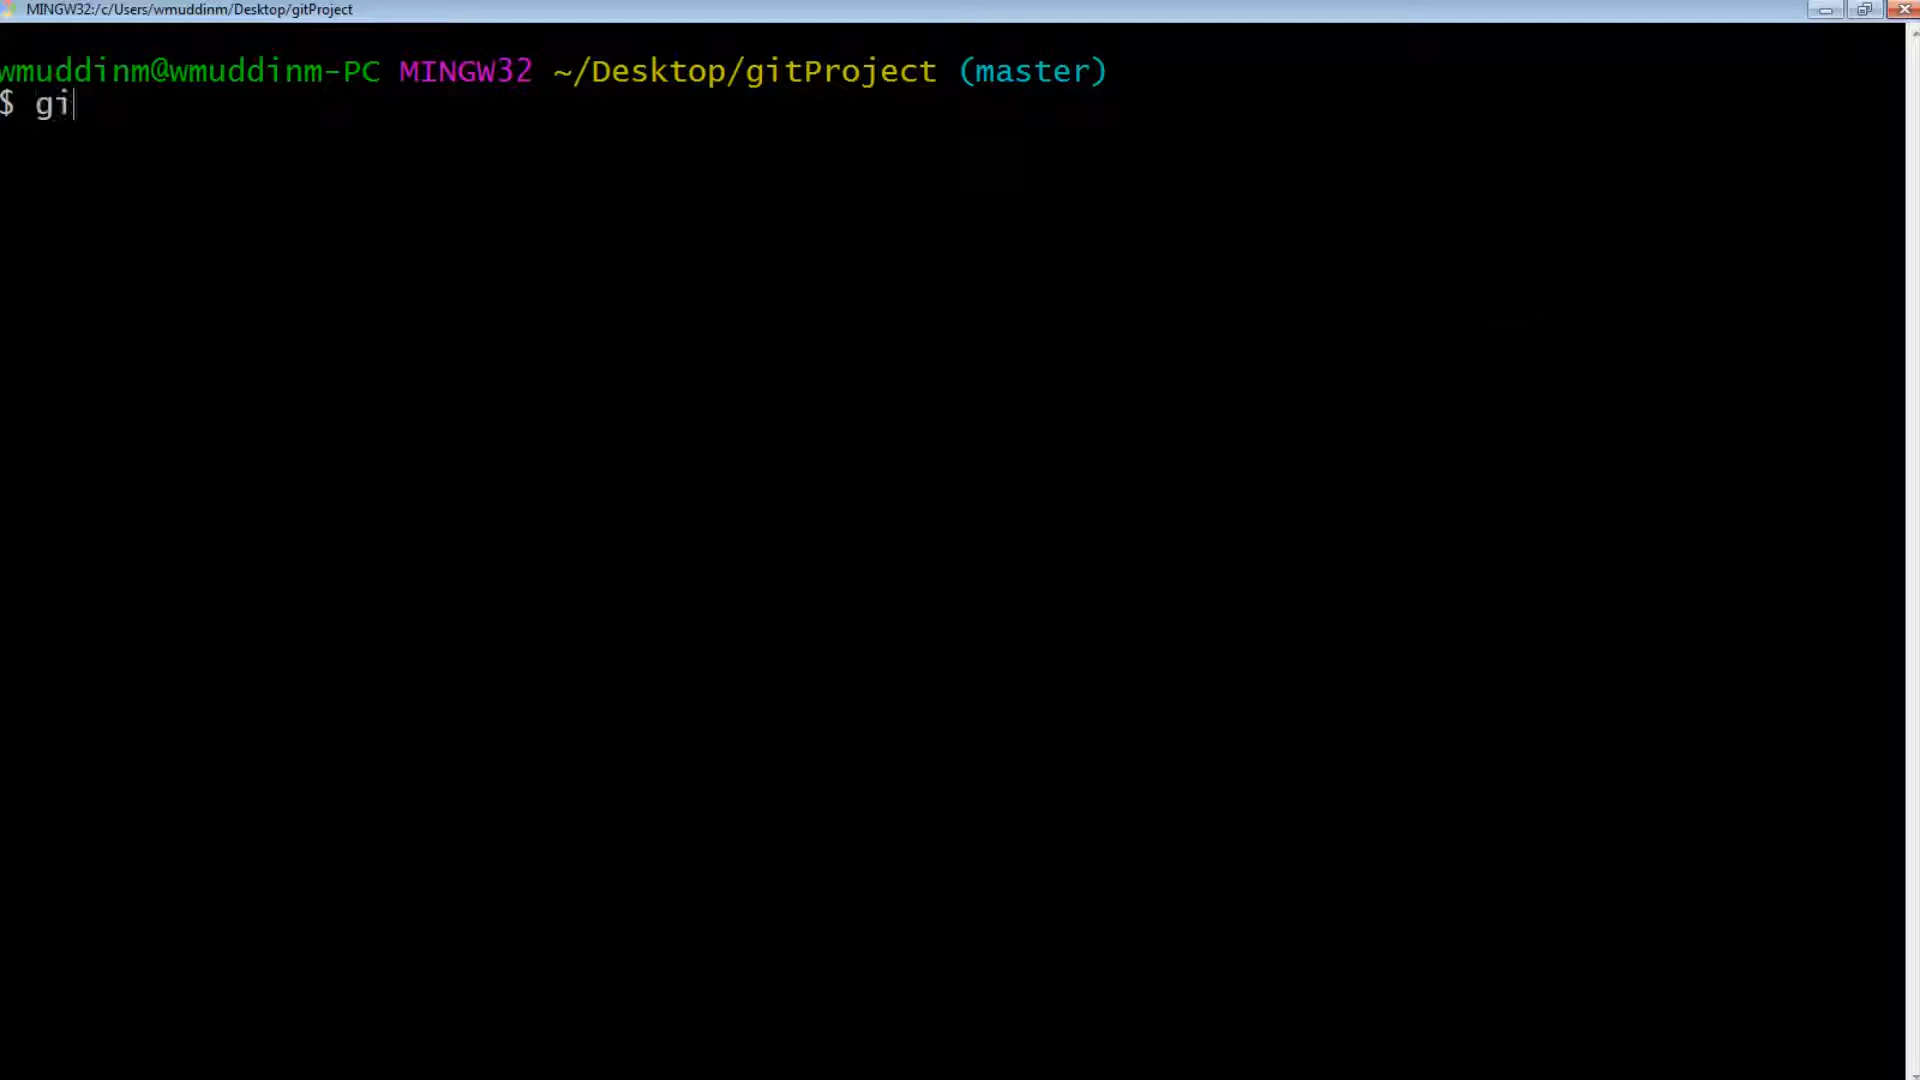 MINGW32:/c/Users/wmuddinm/Desktop/gitProject
wmuddinm@wmuddinm-PC MINGW32 ~/Desktop/gitProject (master)
$ gi